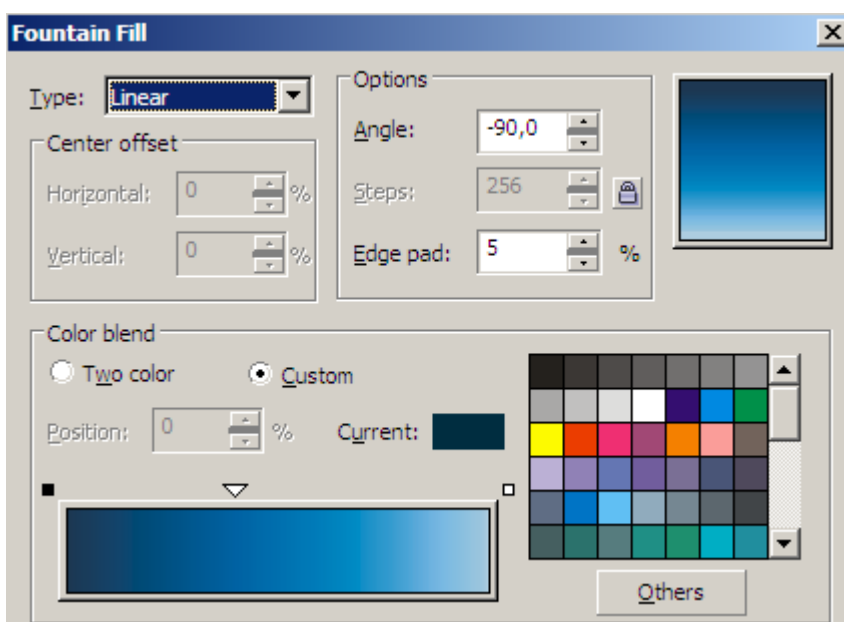 Fountain Fill
Type: Linear
Center offset
Horizontal: 0 %
Vertical: 0 %
Options
Angle: -90,0
Steps: 256
Edge pad: 5 %
Color blend
Two color Custom
Position: 0 % Current:
Others